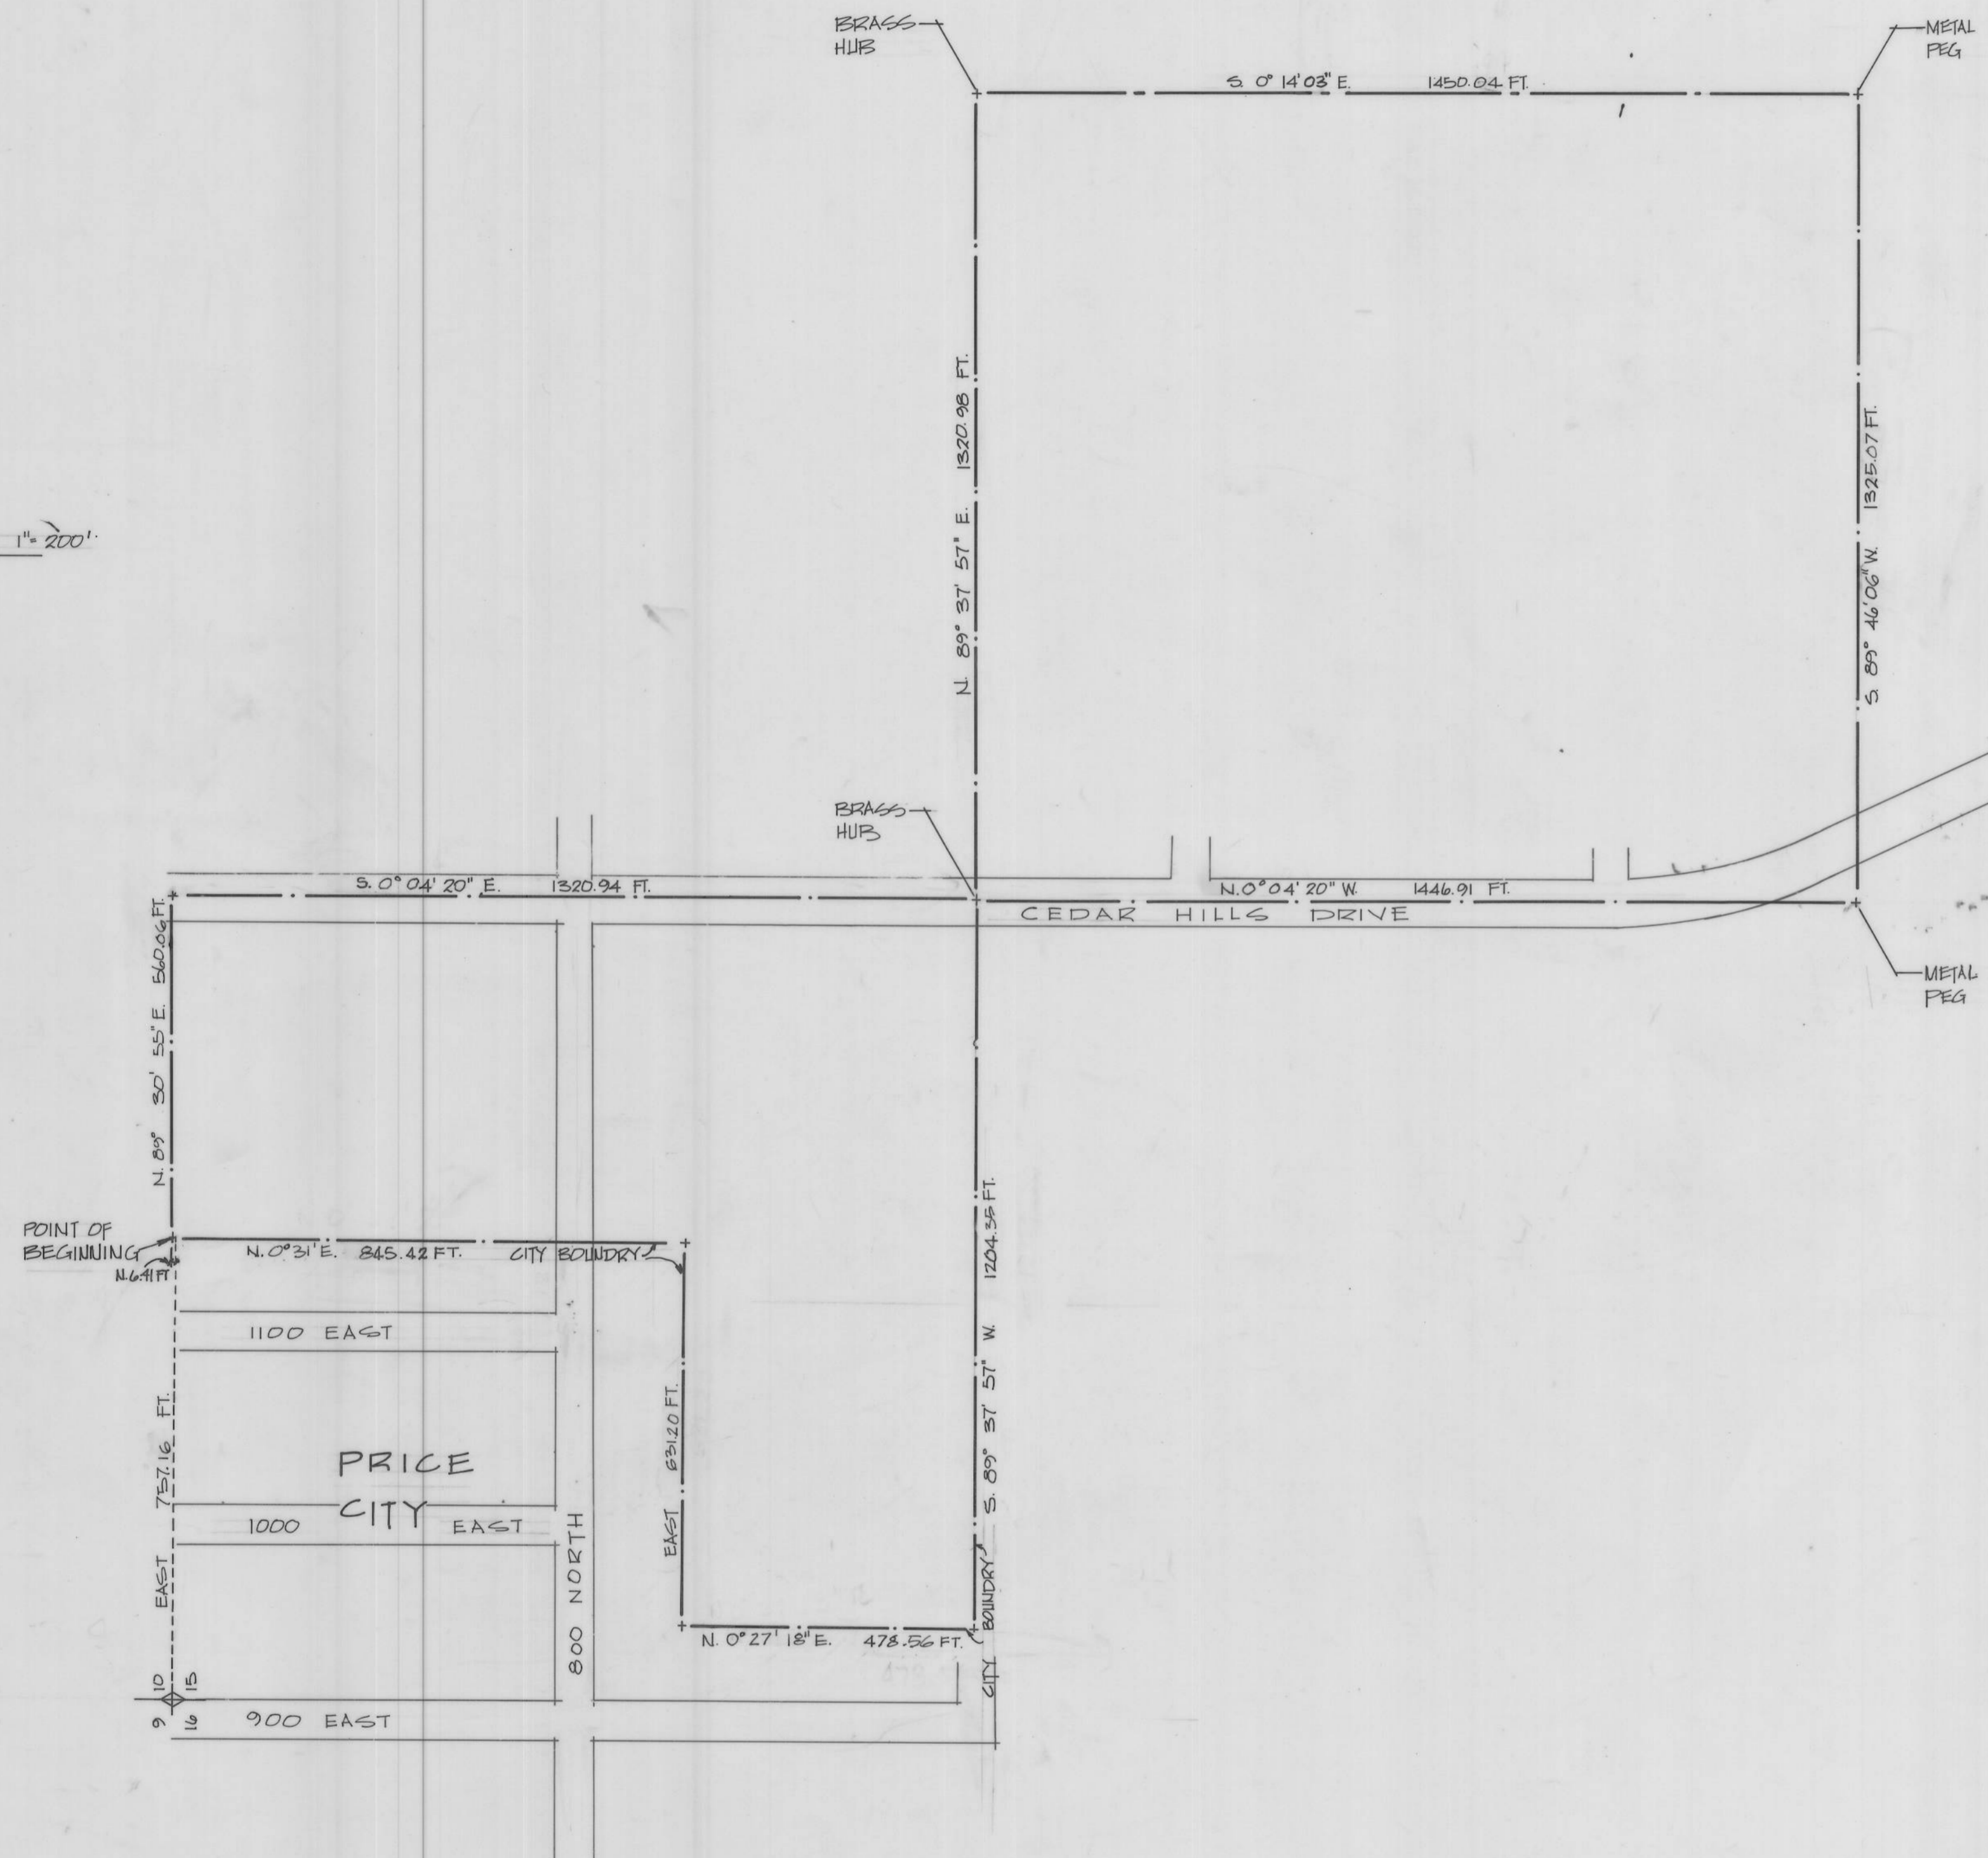 BRASS
HUB
METAL
PEG
S. 0° 14' 03" E. 1450.04 FT.
N. 89° 37' 57" E. 1320.98 FT.
S. 89° 46' 06" W. 1325.07 FT.
1"= 200'
BRASS
HUB
S. 0° 04' 20" E. 1320.94 FT.
N. 0° 04' 20" W. 1446.91 FT.
CEDAR HILLS DRIVE
METAL
PEG
N. 89° 30' 55" E. 560.06 FT.
POINT OF
BEGINNING
N. 6.41 FT
N. 0° 31' E. 845.42 FT. CITY BOUNDRY
1100 EAST
EAST 631.20 FT.
S. 89° 37' 57" W. 1204.35 FT.
EAST 757.16 FT.
PRICE
CITY
1000 EAST
800 NORTH
N. 0° 27' 18" E. 478.56 FT.
CITY BOUNDRY
10 15
9 16
900 EAST